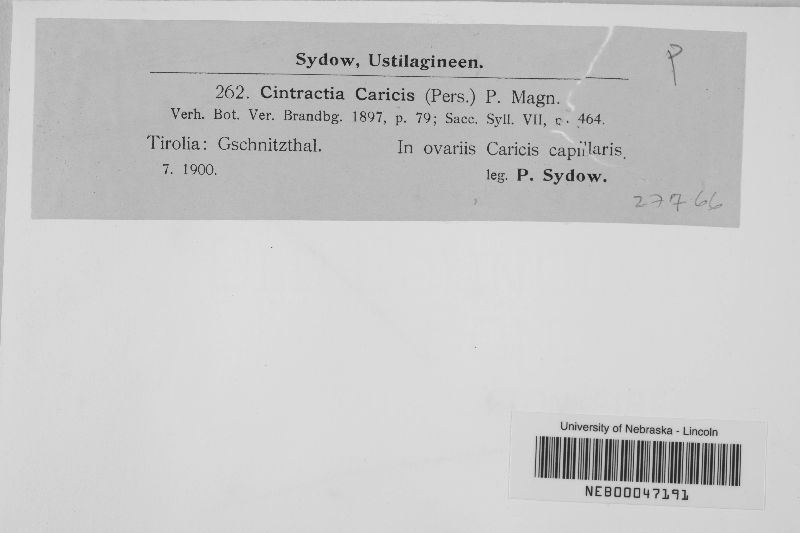 Sydow, Ustilagineen.
P
262. Cintractia Caricis (Pers.) P. Magn.
Verh. Bot. Ver. Brandbg. 1897, p. 79; Sacc. Syll. VII, p. 464.
Tirolia: Gschnitzthal. In ovariis Caricis capillaris.
7. 1900. leg. P. Sydow.
27766
University of Nebraska - Lincoln
NEB00047191